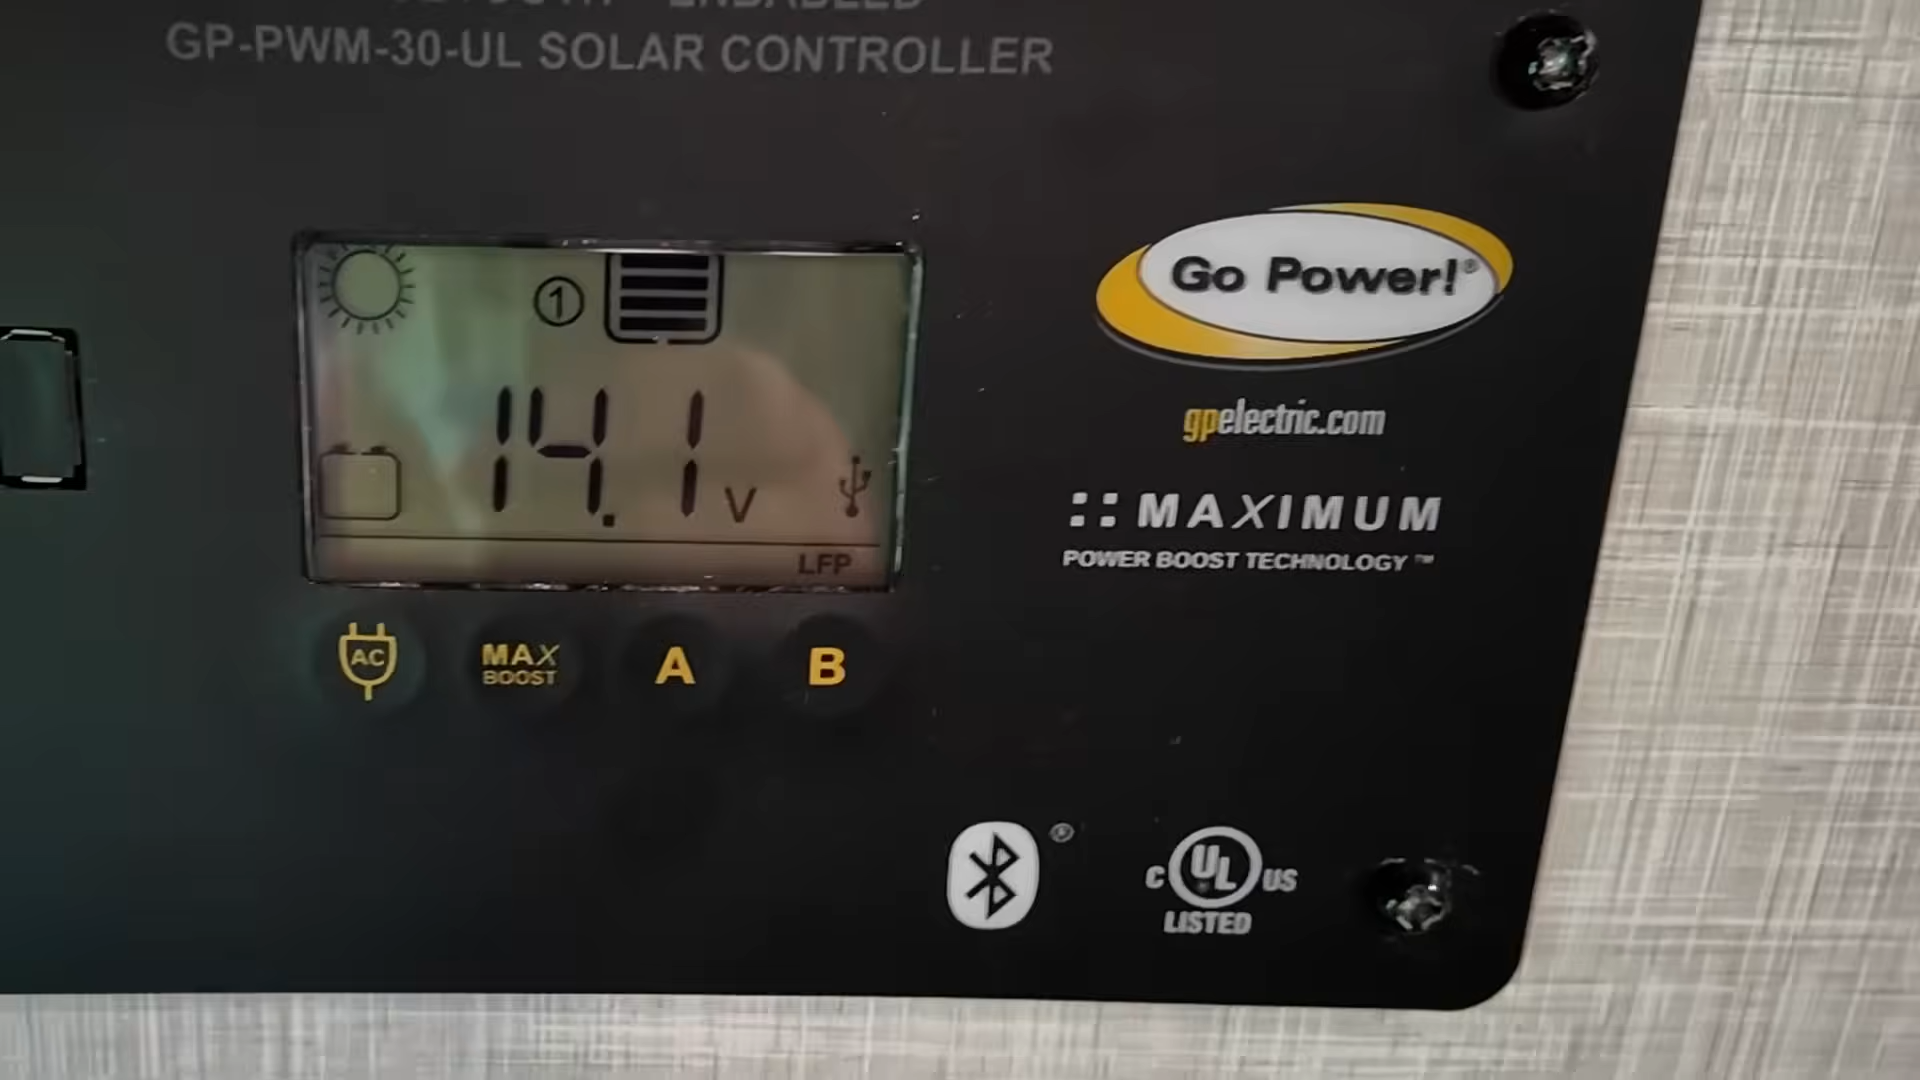 GP-PWM-30-UL SOLAR CONTROLLER
1
14.1 V
LFP
AC
MAX
BOOST
A
B
Go Power!®
gpelectric.com
MAXIMUM
POWER BOOST TECHNOLOGY ™
®
C UL US
LISTED